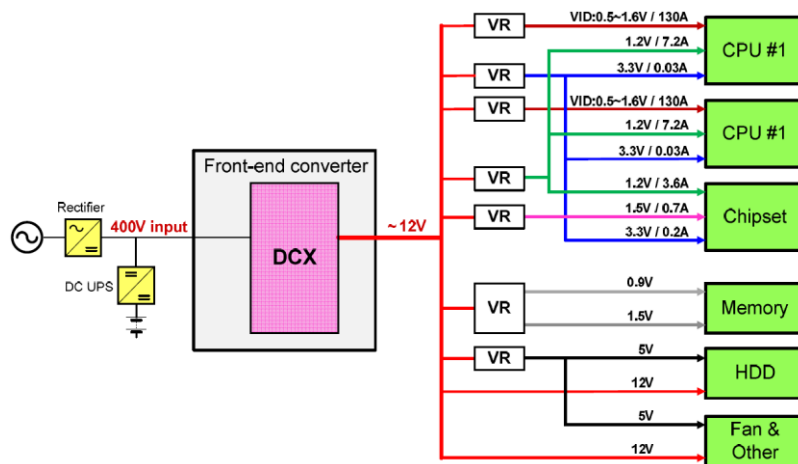 VR
VID:0.5~1.6V / 130A
1.2V / 7.2A
CPU #1
VR
3.3V / 0.03A
VR
VID:0.5~1.6V / 130A
1.2V / 7.2A
CPU #1
3.3V / 0.03A
Front-end converter
VR
1.2V / 3.6A
Rectifier
400V input
DCX
~ 12V
VR
1.5V / 0.7A
Chipset
3.3V / 0.2A
DC UPS
0.9V
VR
Memory
1.5V
VR
5V
HDD
12V
5V
Fan &
Other
12V